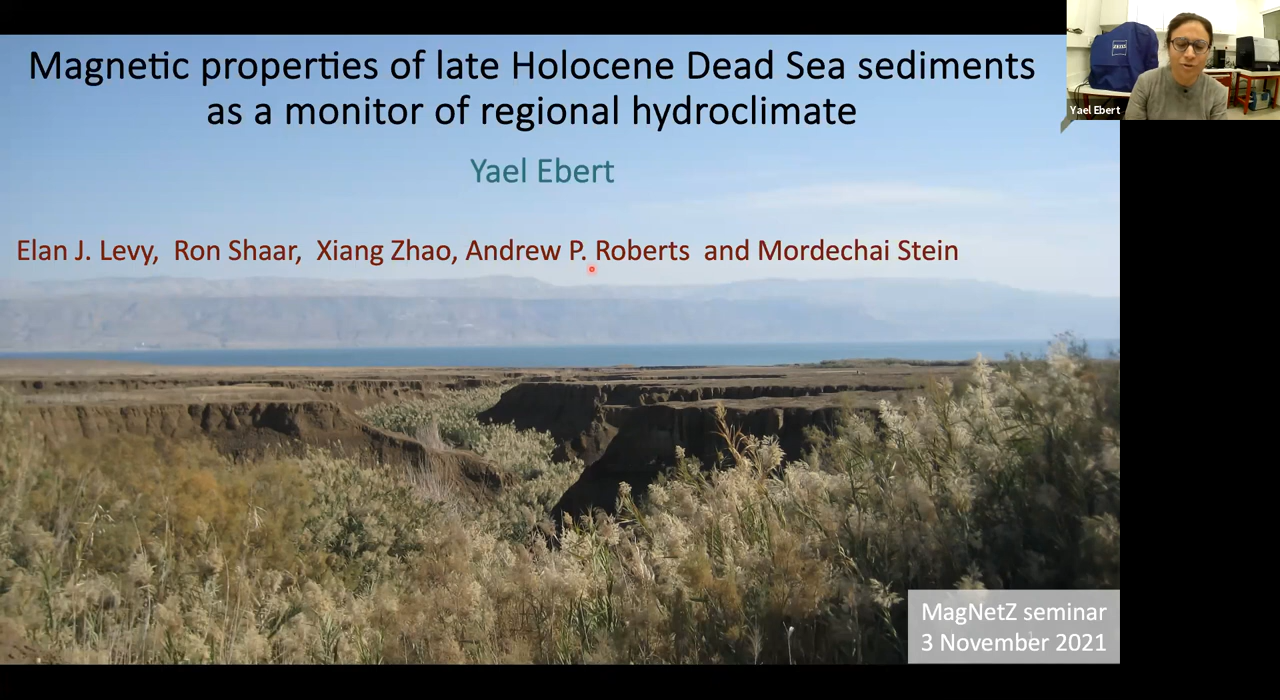 Magnetic properties of late Holocene Dead Sea sediments
as a monitor of regional hydroclimate
Yael Ebert
Elan J. Levy, Ron Shaar, Xiang Zhao, Andrew P. Roberts and Mordechai Stein
MagNetZ seminar
3 November 2021
ZEISS
Yael Ebert